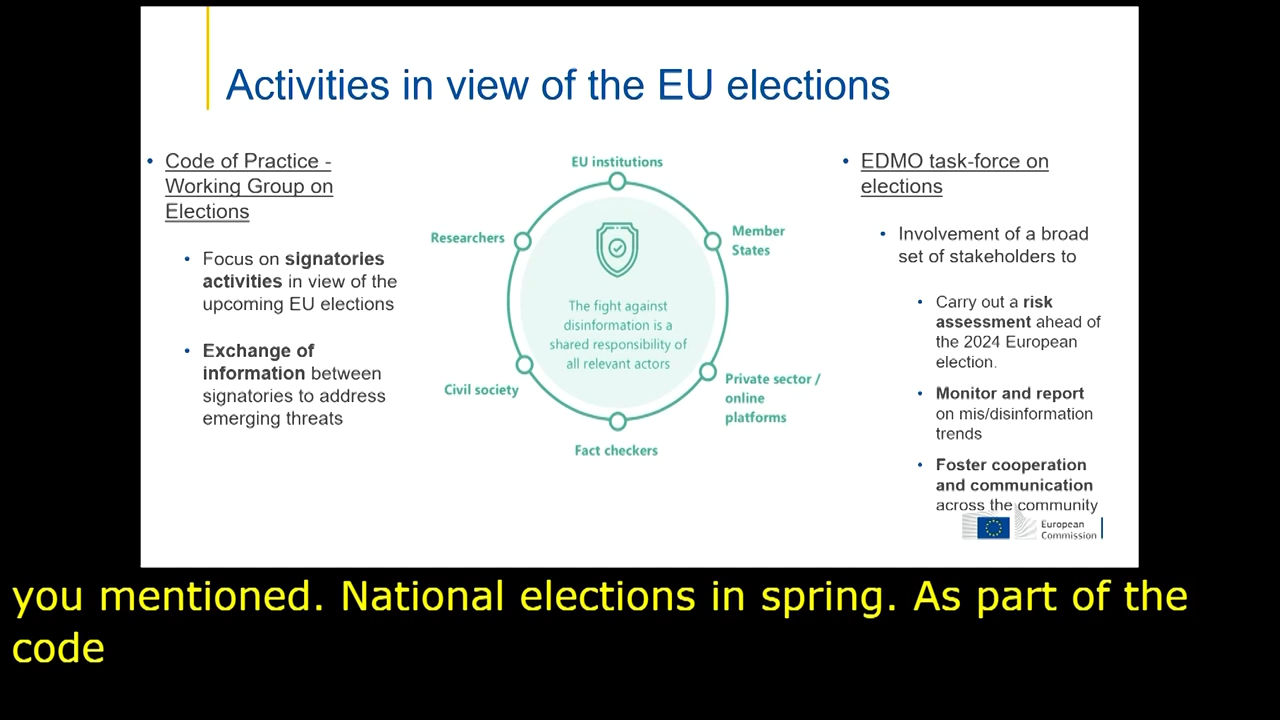 Activities in view of the EU elections
• Code of Practice -
Working Group on
Elections
• Focus on signatories
activities in view of the
upcoming EU elections
• Exchange of
information between
signatories to address
emerging threats
EU institutions
Researchers
Member
States
The fight against
disinformation is a
shared responsibility of
all relevant actors
Civil society
Private sector /
online
platforms
Fact checkers
• EDMO task-force on
elections
• Involvement of a broad
set of stakeholders to
• Carry out a risk
assessment ahead of
the 2024 European
election.
• Monitor and report
on mis/disinformation
trends
• Foster cooperation
and communication
across the community
European
Commission
you mentioned. National elections in spring. As part of the
code